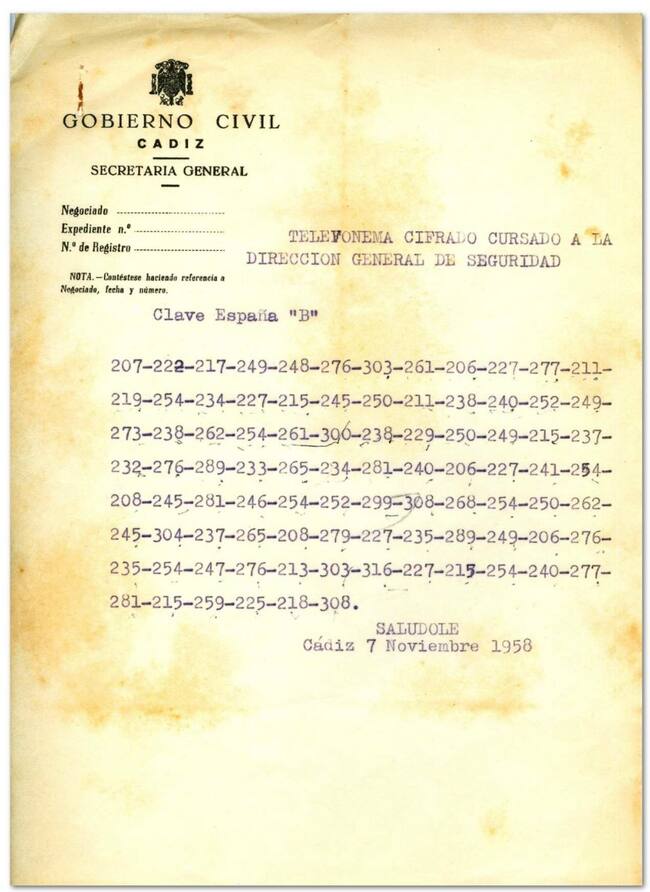 GOBIERNO CIVIL
CADIZ
SECRETARIA GENERAL
Negociado
Expediente n.º
N.º de Registro
NOTA.—Contéstese haciendo referencia a
Negociado, fecha y número.
TELEFONEMA CIFRADO CURSADO A LA
DIRECCION GENERAL DE SEGURIDAD
Clave España "B"
207-222-217-249-248-276-303-261-206-227-277-211-
219-254-234-227-215-245-250-211-238-240-252-249-
273-238-262-254-261-306-238-229-250-249-215-237-
232-276-289-233-265-234-281-240-206-227-241-254-
208-245-281-246-254-252-299-308-268-254-250-262-
245-304-237-265-208-279-227-235-289-249-206-276-
235-254-247-276-213-303-316-227-215-254-240-277-
281-215-259-225-218-308.
SALUDOLE
Cádiz 7 Noviembre 1958